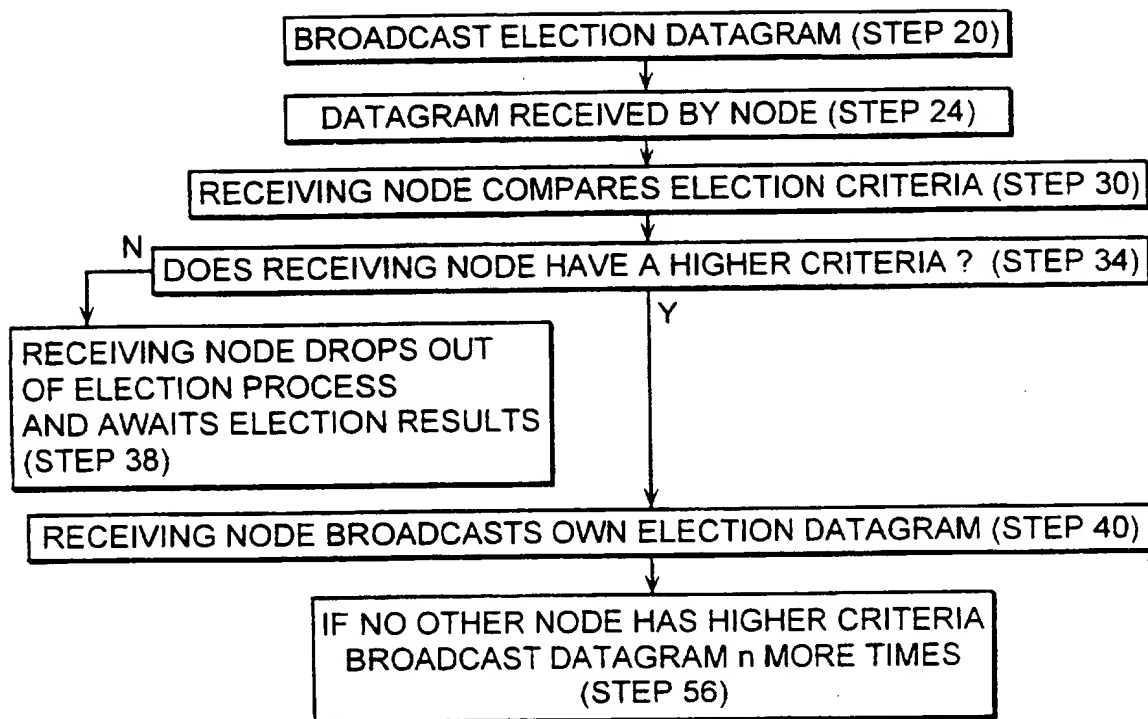 BROADCAST ELECTION DATAGRAM (STEP 20)
DATAGRAM RECEIVED BY NODE (STEP 24)
RECEIVING NODE COMPARES ELECTION CRITERIA (STEP 30)
N
DOES RECEIVING NODE HAVE A HIGHER CRITERIA ? (STEP 34)
Y
RECEIVING NODE DROPS OUT
OF ELECTION PROCESS
AND AWAITS ELECTION RESULTS
(STEP 38)
RECEIVING NODE BROADCASTS OWN ELECTION DATAGRAM (STEP 40)
IF NO OTHER NODE HAS HIGHER CRITERIA
BROADCAST DATAGRAM n MORE TIMES
(STEP 56)